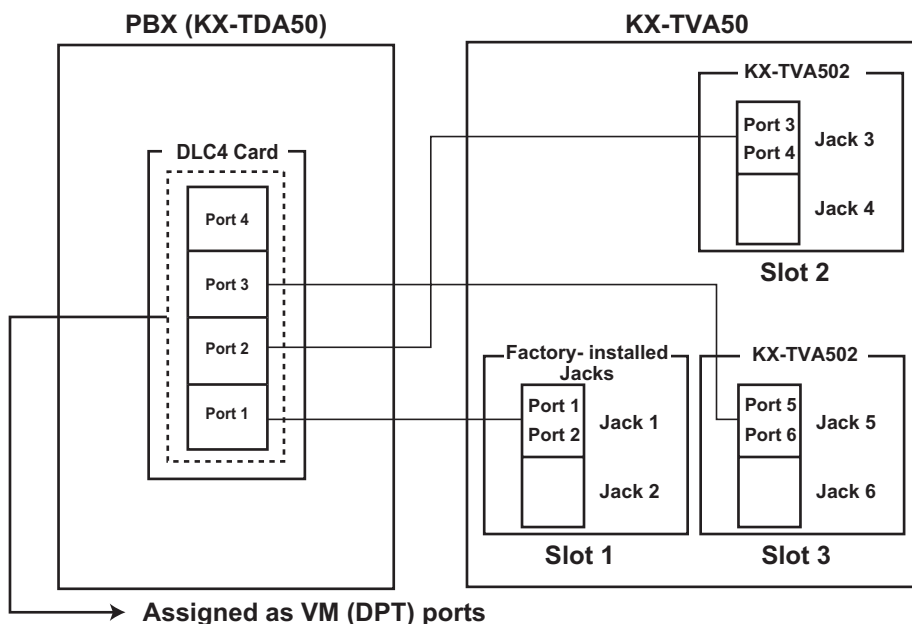 PBX (KX-TDA50)
DLC4 Card
Port 4
Port 3
Port 2
Port 1
KX-TVA50
KX-TVA502
Port 3
Port 4
Jack 3
Jack 4
Slot 2
Factory- installed
Jacks
Port 1
Port 2
Jack 1
Jack 2
Slot 1
KX-TVA502
Port 5
Port 6
Jack 5
Jack 6
Slot 3
Assigned as VM (DPT) ports